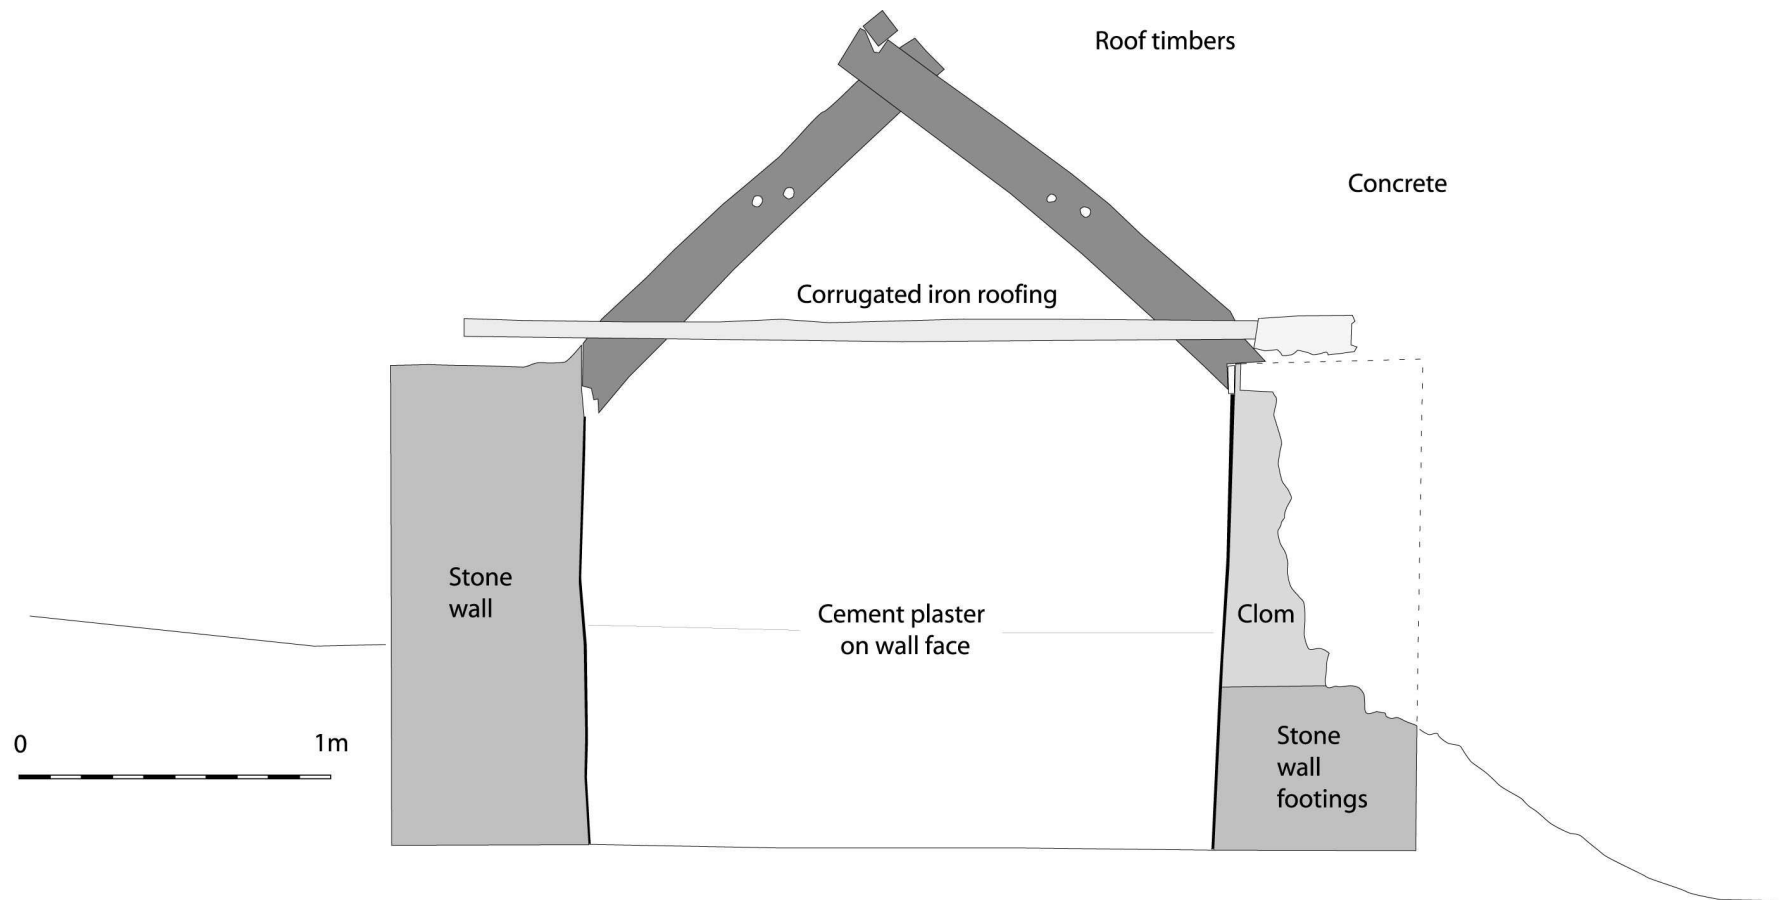 Roof timbers
Concrete
Corrugated iron roofing
Stone
wall
Cement plaster
on wall face
Clom
Stone
wall
footings
0
1m